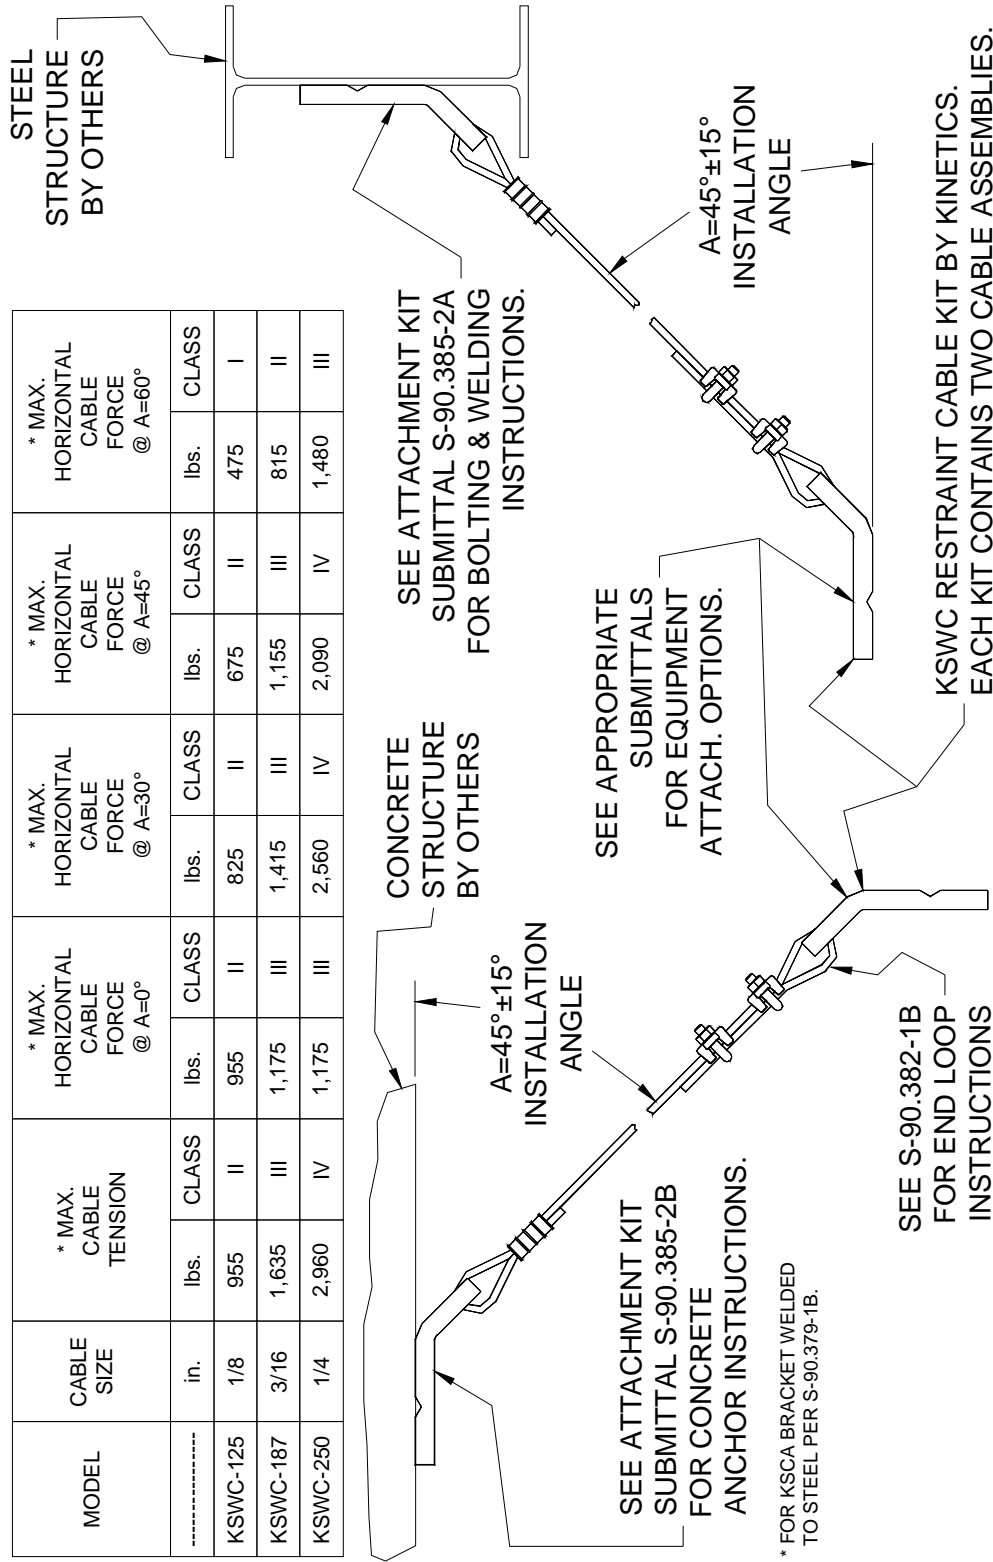 MODEL
CABLE
SIZE
* MAX.
CABLE
TENSION
* MAX.
HORIZONTAL
CABLE
FORCE
@ A=0°
* MAX.
HORIZONTAL
CABLE
FORCE
@ A=30°
* MAX.
HORIZONTAL
CABLE
FORCE
@ A=45°
* MAX.
HORIZONTAL
CABLE
FORCE
@ A=60°
------------ in. lbs. CLASS lbs. CLASS lbs. CLASS lbs. CLASS lbs. CLASS
KSWC-125 1/8 955 II 955 II 825 II 675 II 475 I
KSWC-187 3/16 1,635 III 1,175 III 1,415 III 1,155 III 815 II
KSWC-250 1/4 2,960 IV 1,175 III 2,560 IV 2,090 IV 1,480 III
STEEL
STRUCTURE
BY OTHERS
CONCRETE
STRUCTURE
BY OTHERS
SEE ATTACHMENT KIT
SUBMITTAL S-90.385-2A
FOR BOLTING & WELDING
INSTRUCTIONS.
A=45°±15°
INSTALLATION
ANGLE
SEE APPROPRIATE
SUBMITTALS
FOR EQUIPMENT
ATTACH. OPTIONS.
A=45°±15°
INSTALLATION
ANGLE
SEE ATTACHMENT KIT
SUBMITTAL S-90.385-2B
FOR CONCRETE
ANCHOR INSTRUCTIONS.
* FOR KSCA BRACKET WELDED
TO STEEL PER S-90.379-1B.
SEE S-90.382-1B
FOR END LOOP
INSTRUCTIONS
KSWC RESTRAINT CABLE KIT BY KINETICS.
EACH KIT CONTAINS TWO CABLE ASSEMBLIES.